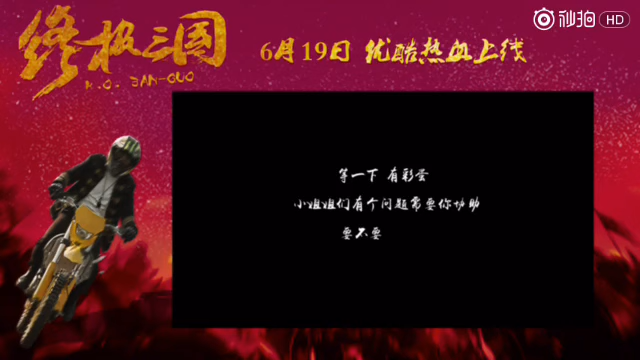 终极三国
K.O. 3AN-GUO
6月19日 优酷热血上线
秒拍 HD
等一下 有彩蛋
小姐姐们有个问题需要你协助
要不要